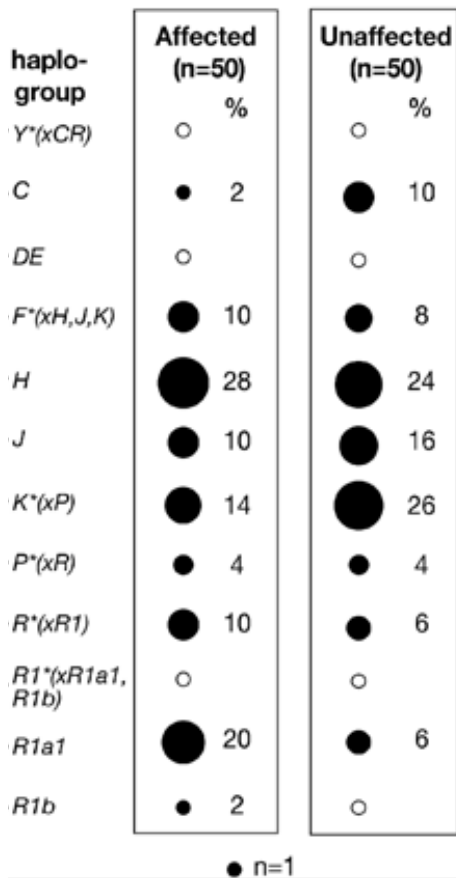 haplo-
group
Affected
(n=50)
%
Unaffected
(n=50)
%
Y*(xCR)
C 2 10
DE
F*(xH,J,K) 10 8
H 28 24
J 10 16
K*(xP) 14 26
P*(xR) 4 4
R*(xR1) 10 6
R1*(xR1a1,
R1b)
R1a1 20 6
R1b 2
n=1